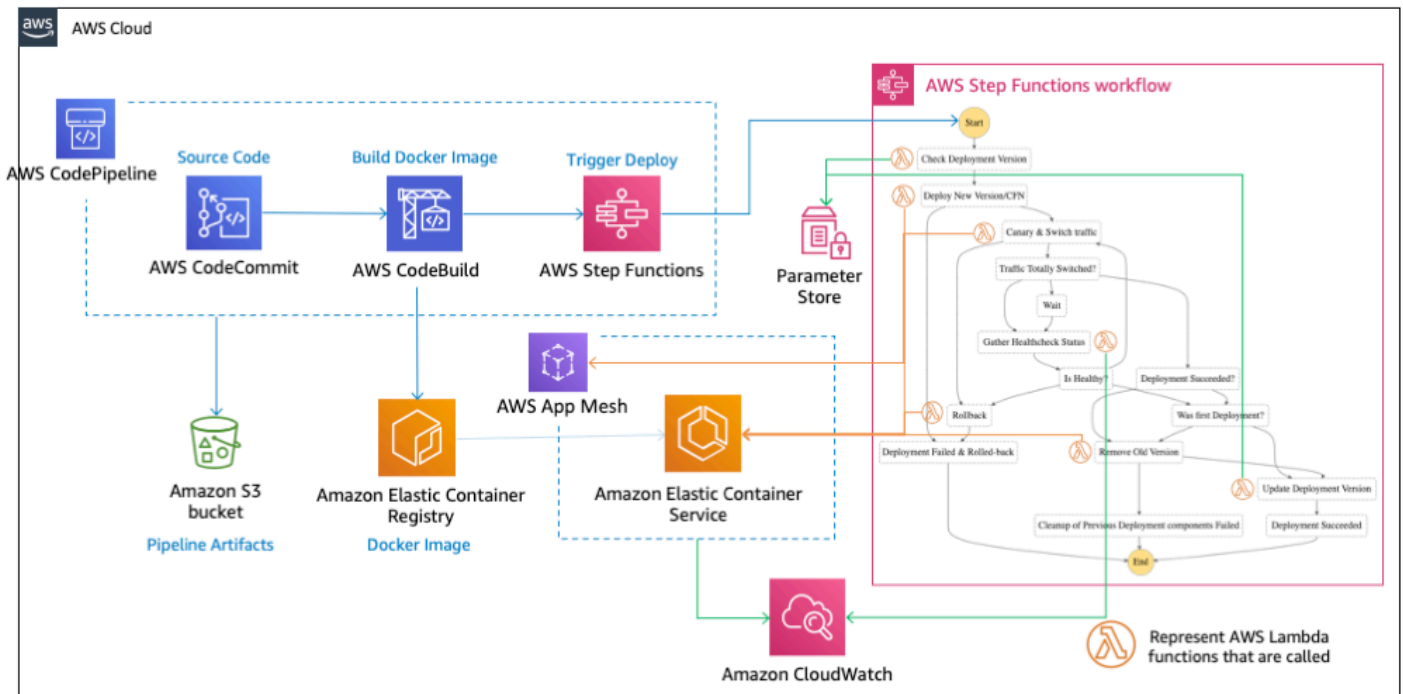 aws
AWS Cloud
AWS CodePipeline
Source Code
AWS CodeCommit
Build Docker Image
AWS CodeBuild
Trigger Deploy
AWS Step Functions
Amazon S3
bucket
Pipeline Artifacts
Amazon Elastic Container
Registry
Docker Image
AWS App Mesh
Amazon Elastic Container
Service
Amazon CloudWatch
Parameter
Store
AWS Step Functions workflow
Start
Check Deployment Version
Deploy New Version/CFN
Canary & Switch traffic
Traffic Totally Switched?
Wait
Gather Healthcheck Status
Is Healthy?
Deployment Succeeded?
Rollback
Was first Deployment?
Deployment Failed & Rolled-back
Remove Old Version
Update Deployment Version
Cleanup of Previous Deployment components Failed
Deployment Succeeded
End
Represent AWS Lambda
functions that are called